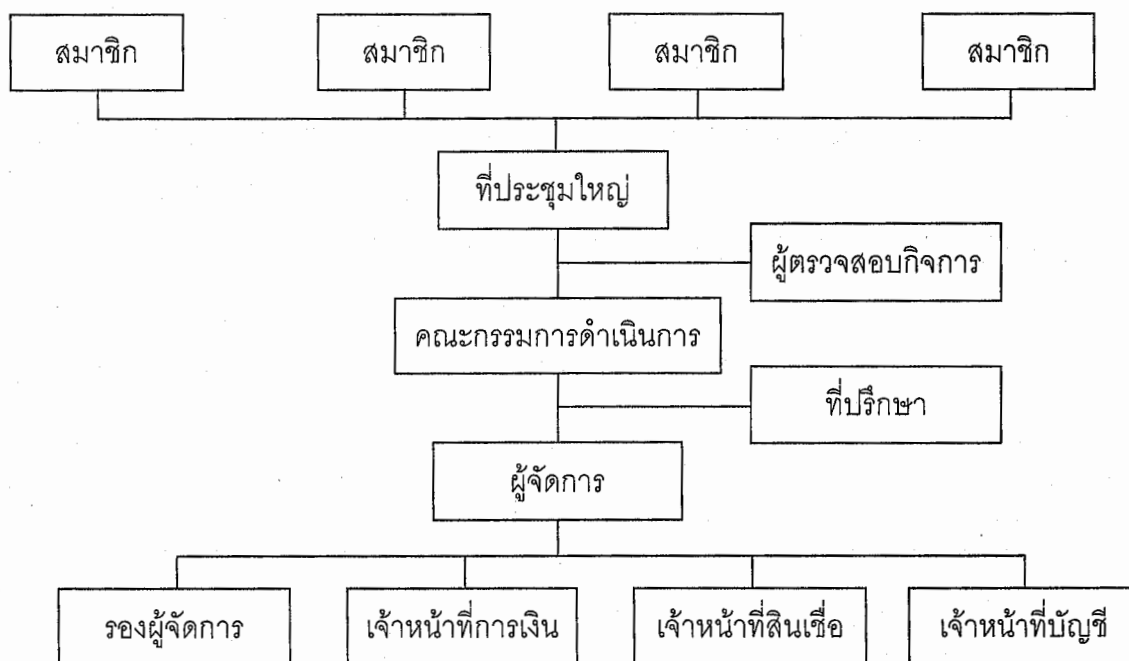 สมาชิก
สมาชิก
สมาชิก
สมาชิก
ที่ประชุมใหญ่
ผู้ตรวจสอบกิจการ
คณะกรรมการดำเนินการ
ที่ปรึกษา
ผู้จัดการ
รองผู้จัดการ
เจ้าหน้าที่การเงิน
เจ้าหน้าที่สินเชื่อ
เจ้าหน้าที่บัญชี